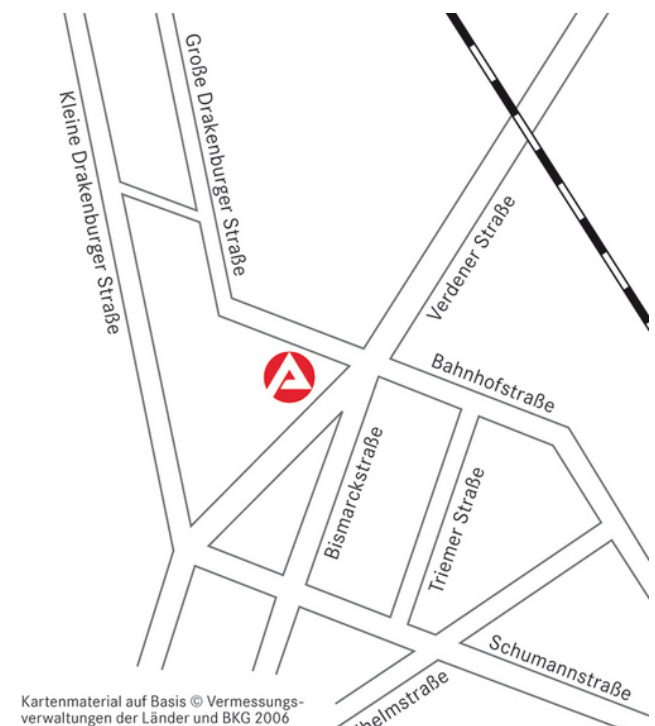 Große Drakenburger Straße
Kleine Drakenburger Straße
Verdener Straße
Bahnhofstraße
Bismarckstraße
Triemer Straße
Schumannstraße
lhelmstraße
Kartenmaterial auf Basis © Vermessungs-
verwaltungen der Länder und BKG 2006